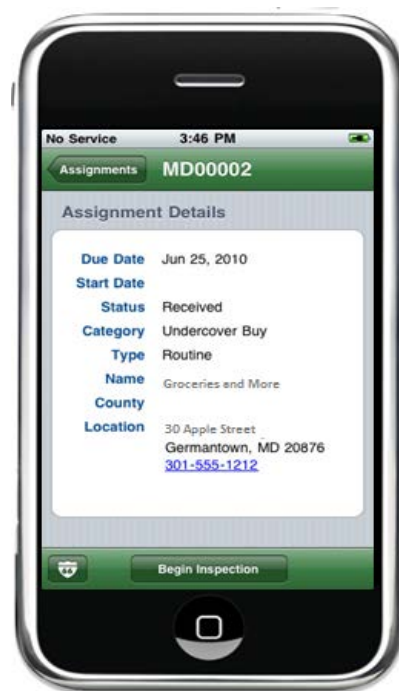 No Service 3:46 PM
Assignments MD00002
Assignment Details
Due Date Jun 25, 2010
Start Date
Status Received
Category Undercover Buy
Type Routine
Name Groceries and More
County
Location 30 Apple Street
Germantown, MD 20876
301-555-1212
66 Begin Inspection